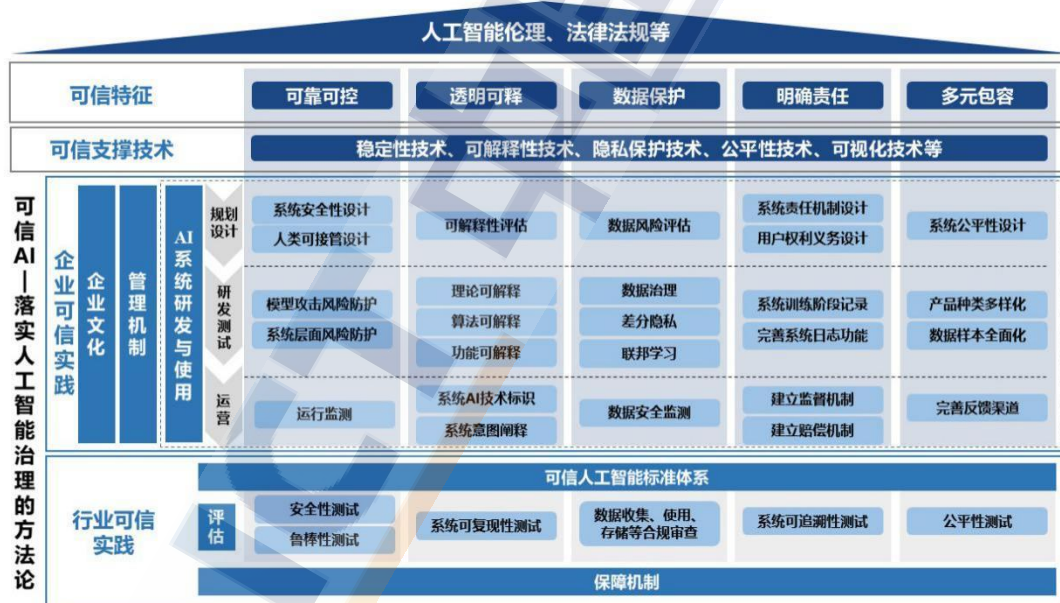 人工智能伦理、法律法规等
可信特征
可靠可控
透明可释
数据保护
明确责任
多元包容
可信支撑技术
稳定性技术、可解释性技术、隐私保护技术、公平性技术、可视化技术等
可信AI—落实人工智能治理的方法论
企业可信实践
企业文化
管理机制
AI系统研发与使用
规划
设计
系统安全性设计
人类可接管设计
可解释性评估
数据风险评估
系统责任机制设计
用户权利义务设计
系统公平性设计
研发测试
模型攻击风险防护
系统层面风险防护
理论可解释
算法可解释
功能可解释
数据治理
差分隐私
联邦学习
系统训练阶段记录
完善系统日志功能
产品种类多样化
数据样本全面化
运营
运行监测
系统AI技术标识
系统意图阐释
数据安全监测
建立监督机制
建立赔偿机制
完善反馈渠道
行业可信
实践
可信人工智能标准体系
评估
安全性测试
鲁棒性测试
系统可复现性测试
数据收集、使用、
存储等合规审查
系统可追溯性测试
公平性测试
保障机制